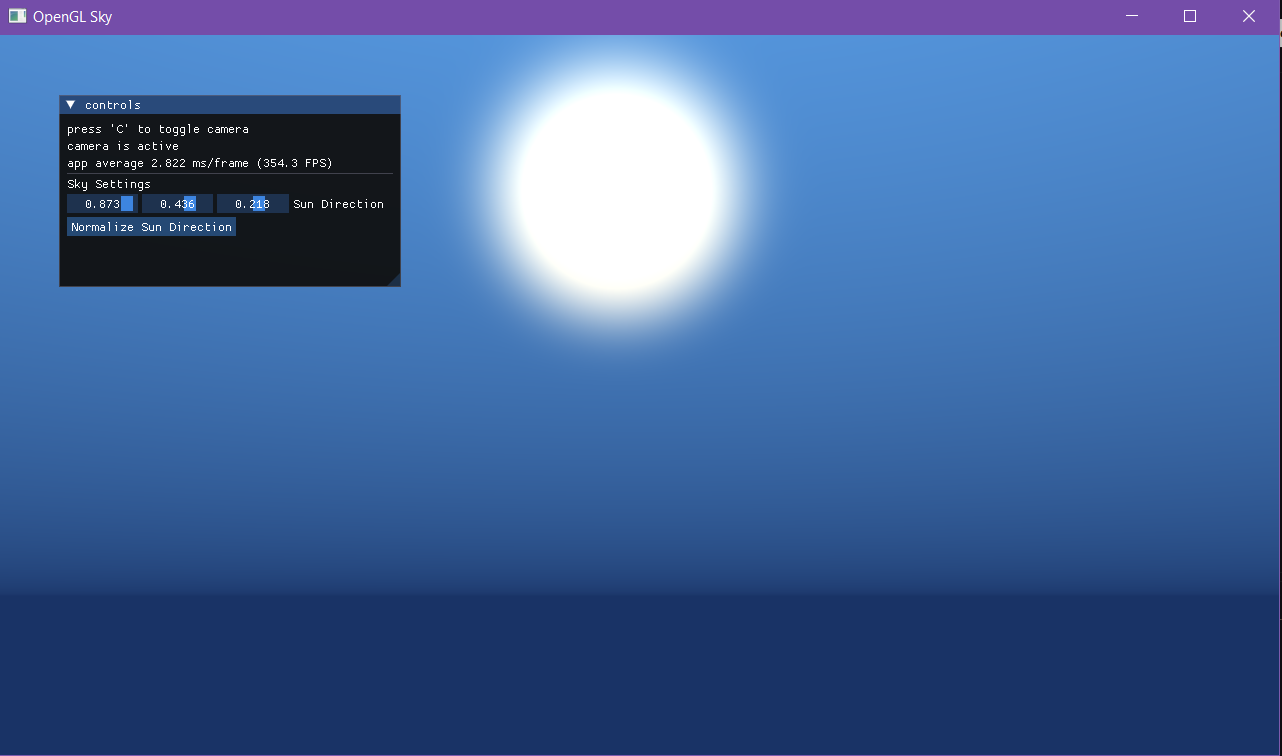 OpenGL Sky
controls
press 'C' to toggle camera
camera is active
app average 2.822 ms/frame (354.3 FPS)
Sky Settings
0.873 0.436 0.218 Sun Direction
Normalize Sun Direction